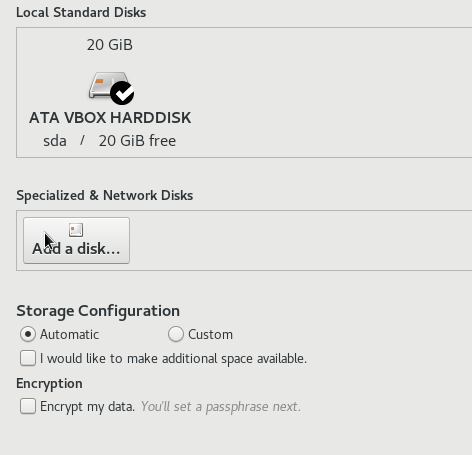 Local Standard Disks
20 GiB
ATA VBOX HARDDISK
sda / 20 GiB free
Specialized & Network Disks
Add a disk...
Storage Configuration
Automatic Custom
I would like to make additional space available.
Encryption
Encrypt my data. You'll set a passphrase next.